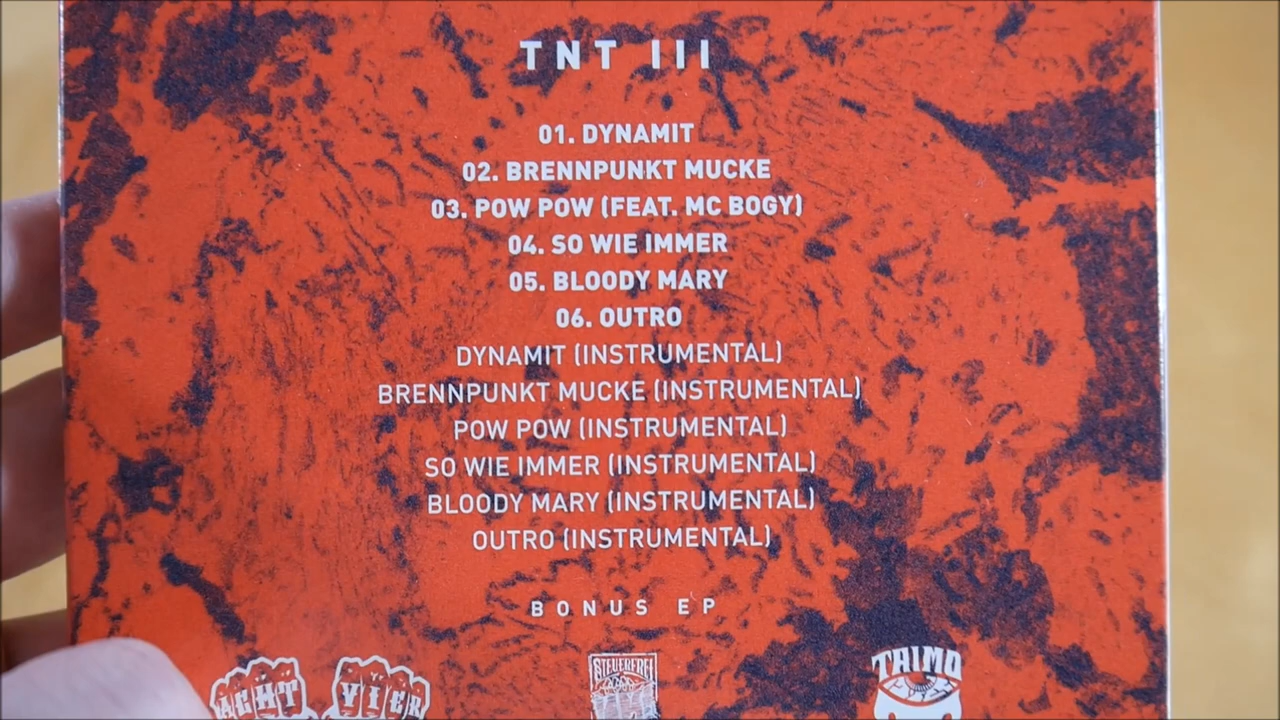 TNT III
01. DYNAMIT
02. BRENNPUNKT MUCKE
03. POW POW (FEAT. MC BOGY)
04. SO WIE IMMER
05. BLOODY MARY
06. OUTRO
DYNAMIT (INSTRUMENTAL)
BRENNPUNKT MUCKE (INSTRUMENTAL)
POW POW (INSTRUMENTAL)
SO WIE IMMER (INSTRUMENTAL)
BLOODY MARY (INSTRUMENTAL)
OUTRO (INSTRUMENTAL)
BONUS EP
ACHT VIER
STEUERFREI
TAIMO